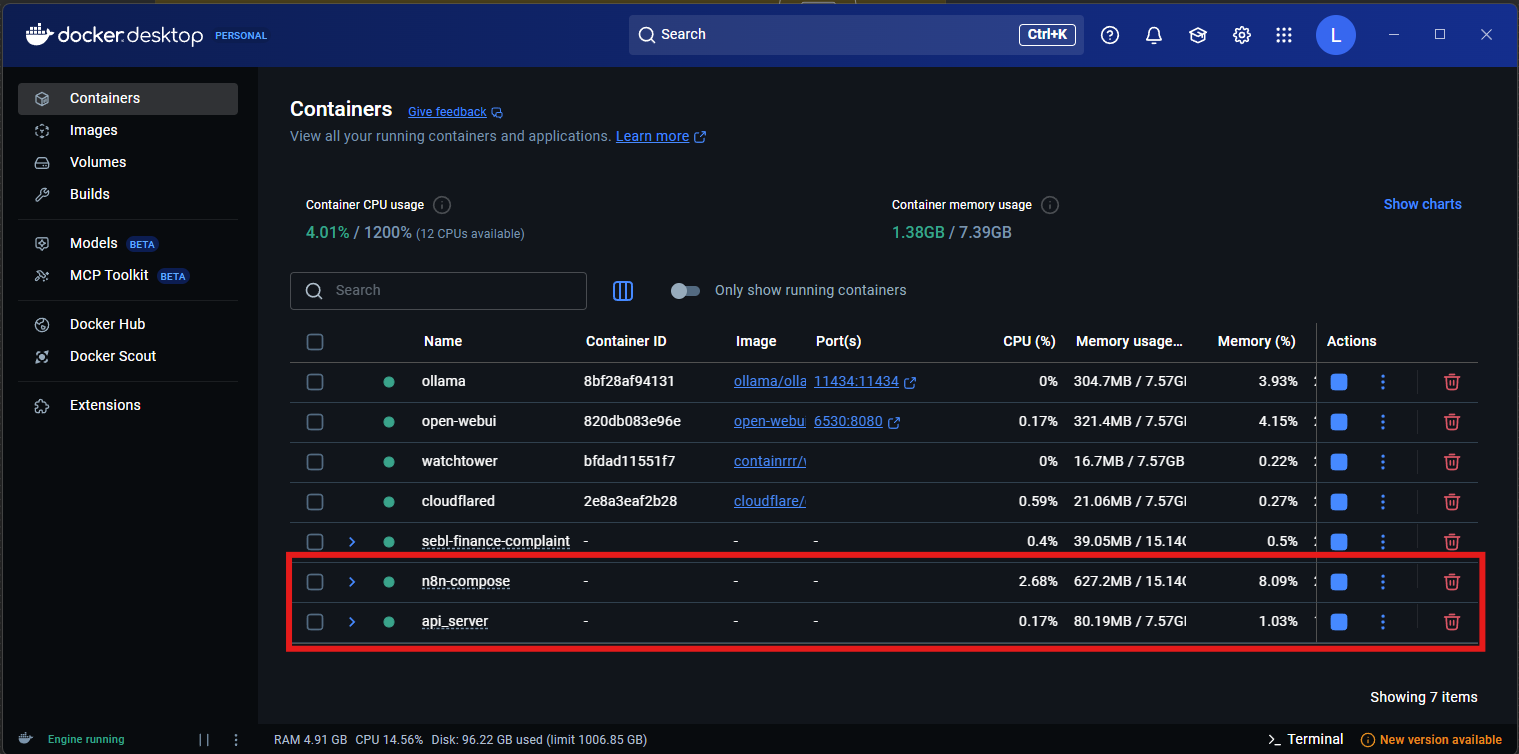 docker.desktop PERSONAL Search Ctrl+K L
Containers
Images
Volumes
Builds
Models BETA
MCP Toolkit BETA
Docker Hub
Docker Scout
Extensions
Containers Give feedback
View all your running containers and applications. Learn more
Container CPU usage Container memory usage Show charts
4.01% / 1200% (12 CPUs available) 1.38GB / 7.39GB
Search Only show running containers
Name Container ID Image Port(s) CPU (%) Memory usage... Memory (%) Actions
ollama 8bf28af94131 ollama/olla 11434:11434 0% 304.7MB / 7.57G 3.93%
open-webui 820db083e96e open-webui 6530:8080 0.17% 321.4MB / 7.57G 4.15%
watchtower bfdad11551f7 containrrr/ 0% 16.7MB / 7.57GB 0.22%
cloudflared 2e8a3eaf2b28 cloudflare/ 0.59% 21.06MB / 7.57G 0.27%
sebl-finance-complaint - - - 0.4% 39.05MB / 15.14 0.5%
n8n-compose - - - 2.68% 627.2MB / 15.14 8.09%
api_server - - - 0.17% 80.19MB / 7.57G 1.03%
Showing 7 items
Engine running RAM 4.91 GB CPU 14.56% Disk: 96.22 GB used (limit 1006.85 GB) >_ Terminal New version available